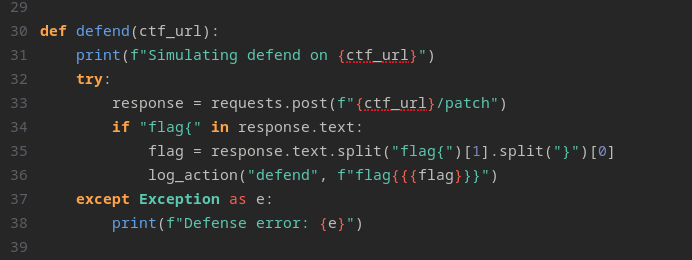 29
30 def defend(ctf_url):
31     print(f"Simulating defend on {ctf_url}")
32     try:
33         response = requests.post(f"{ctf_url}/patch")
34         if "flag{" in response.text:
35             flag = response.text.split("flag{")[1].split("}")[0]
36             log_action("defend", f"flag{{{flag}}}")
37     except Exception as e:
38         print(f"Defense error: {e}")
39